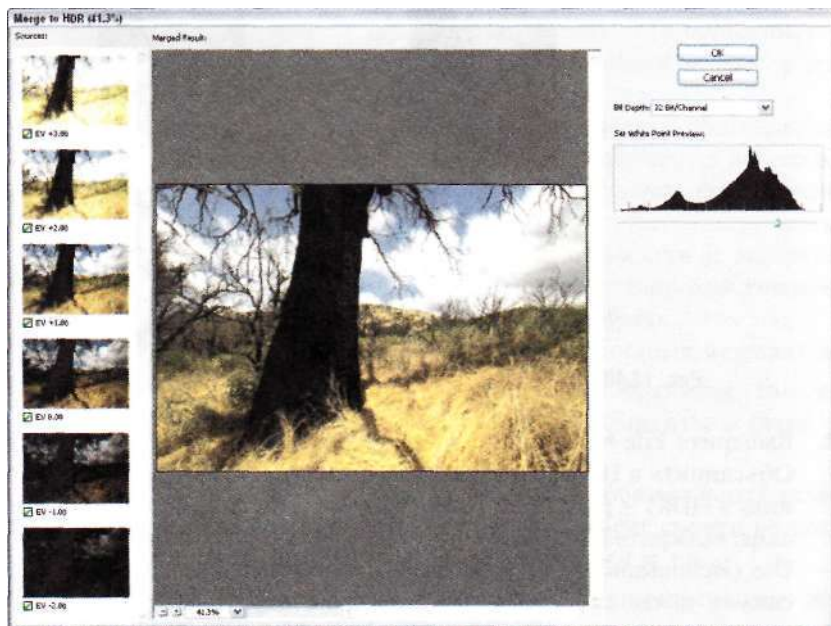 Merge to HDR (41.3%)
Sources:
EV +3.00
EV +2.00
EV +1.00
EV 0.00
EV -1.00
EV -2.00
Merged Result:
41.3%
OK
Cancel
Bit Depth: 32 Bit/Channel
Set White Point Preview: